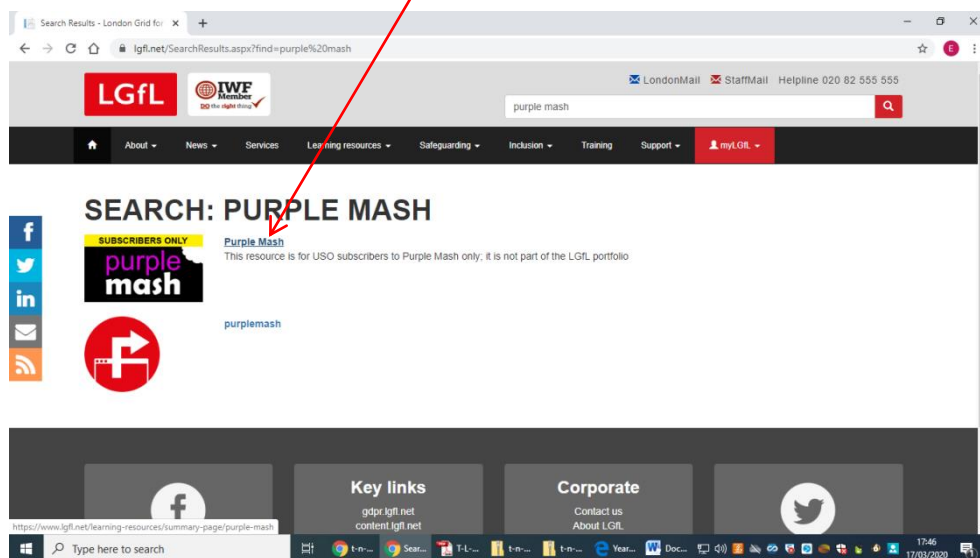 Search Results - London Grid for
lgfl.net/SearchResults.aspx?find=purple%20mash
E
LGfL
IWF
Member
DO the right thing
LondonMail StaffMail Helpline 020 82 555 555
purple mash
About News Services Learning resources Safeguarding Inclusion Training Support myLGfL
SEARCH: PURPLE MASH
SUBSCRIBERS ONLY
purple
mash
Purple Mash
This resource is for USO subscribers to Purple Mash only; it is not part of the LGfL portfolio
purplemash
Key links
gdpr.lgfl.net
content.lgfl.net
Corporate
Contact us
About LGfL
https://www.lgfl.net/learning-resources/summary-page/purple-mash
Type here to search
t-n-... Sear... T-L-... t-n-... t-n-... Year... Doc...
17:46
17/03/2020